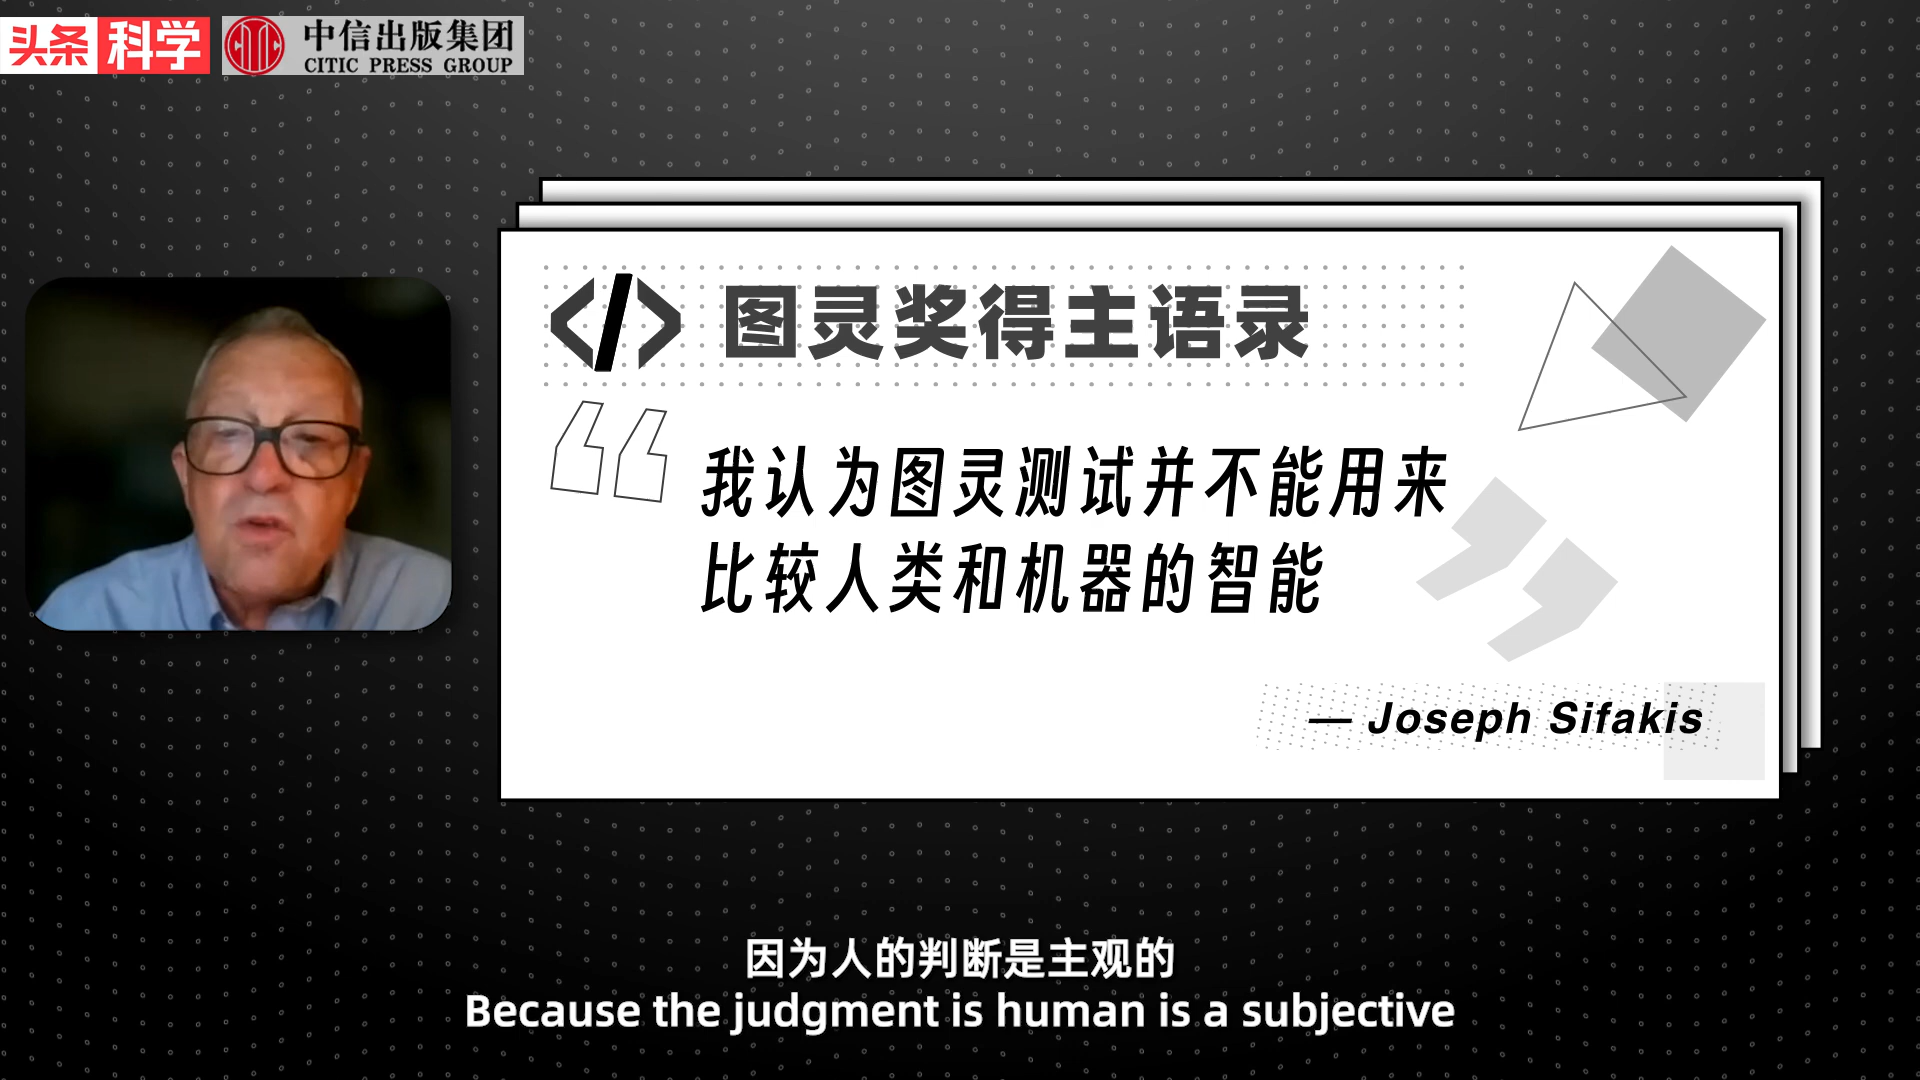 头条 科学
中信出版集团
CITIC PRESS GROUP
图灵奖得主语录
我认为图灵测试并不能用来
比较人类和机器的智能
— Joseph Sifakis
因为人的判断是主观的
Because the judgment is human is a subjective